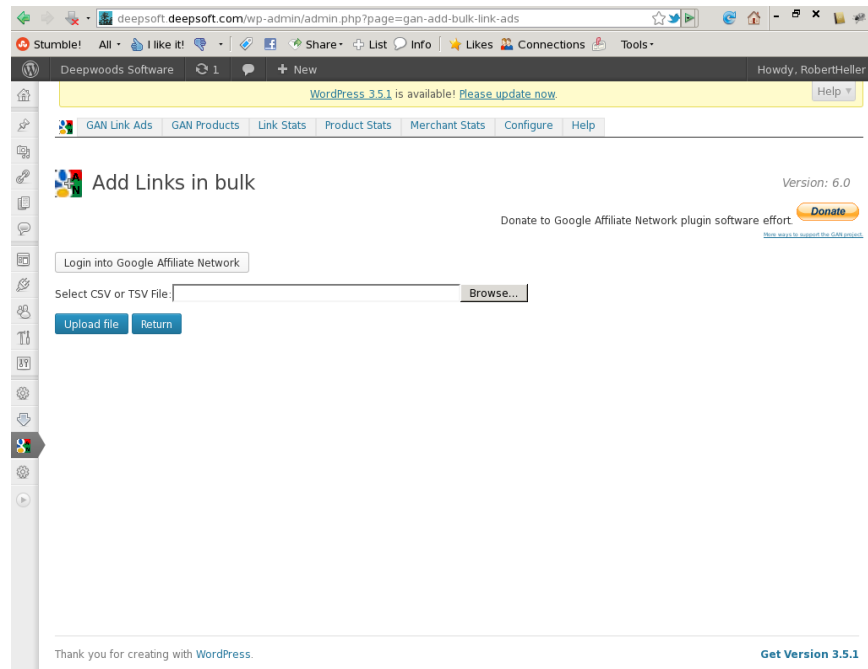 deepsoft.deepsoft.com/wp-admin/admin.php?page=gan-add-bulk-link-ads
Stumble! All I like it! Share List Info Likes Connections Tools
Deepwoods Software 1 + New Howdy, RobertHeller
WordPress 3.5.1 is available! Please update now. Help
GAN Link Ads GAN Products Link Stats Product Stats Merchant Stats Configure Help
Add Links in bulk Version: 6.0
Donate to Google Affiliate Network plugin software effort. Donate
More ways to support the GAN project.
Login into Google Affiliate Network
Select CSV or TSV File: Browse...
Upload file Return
Thank you for creating with WordPress. Get Version 3.5.1